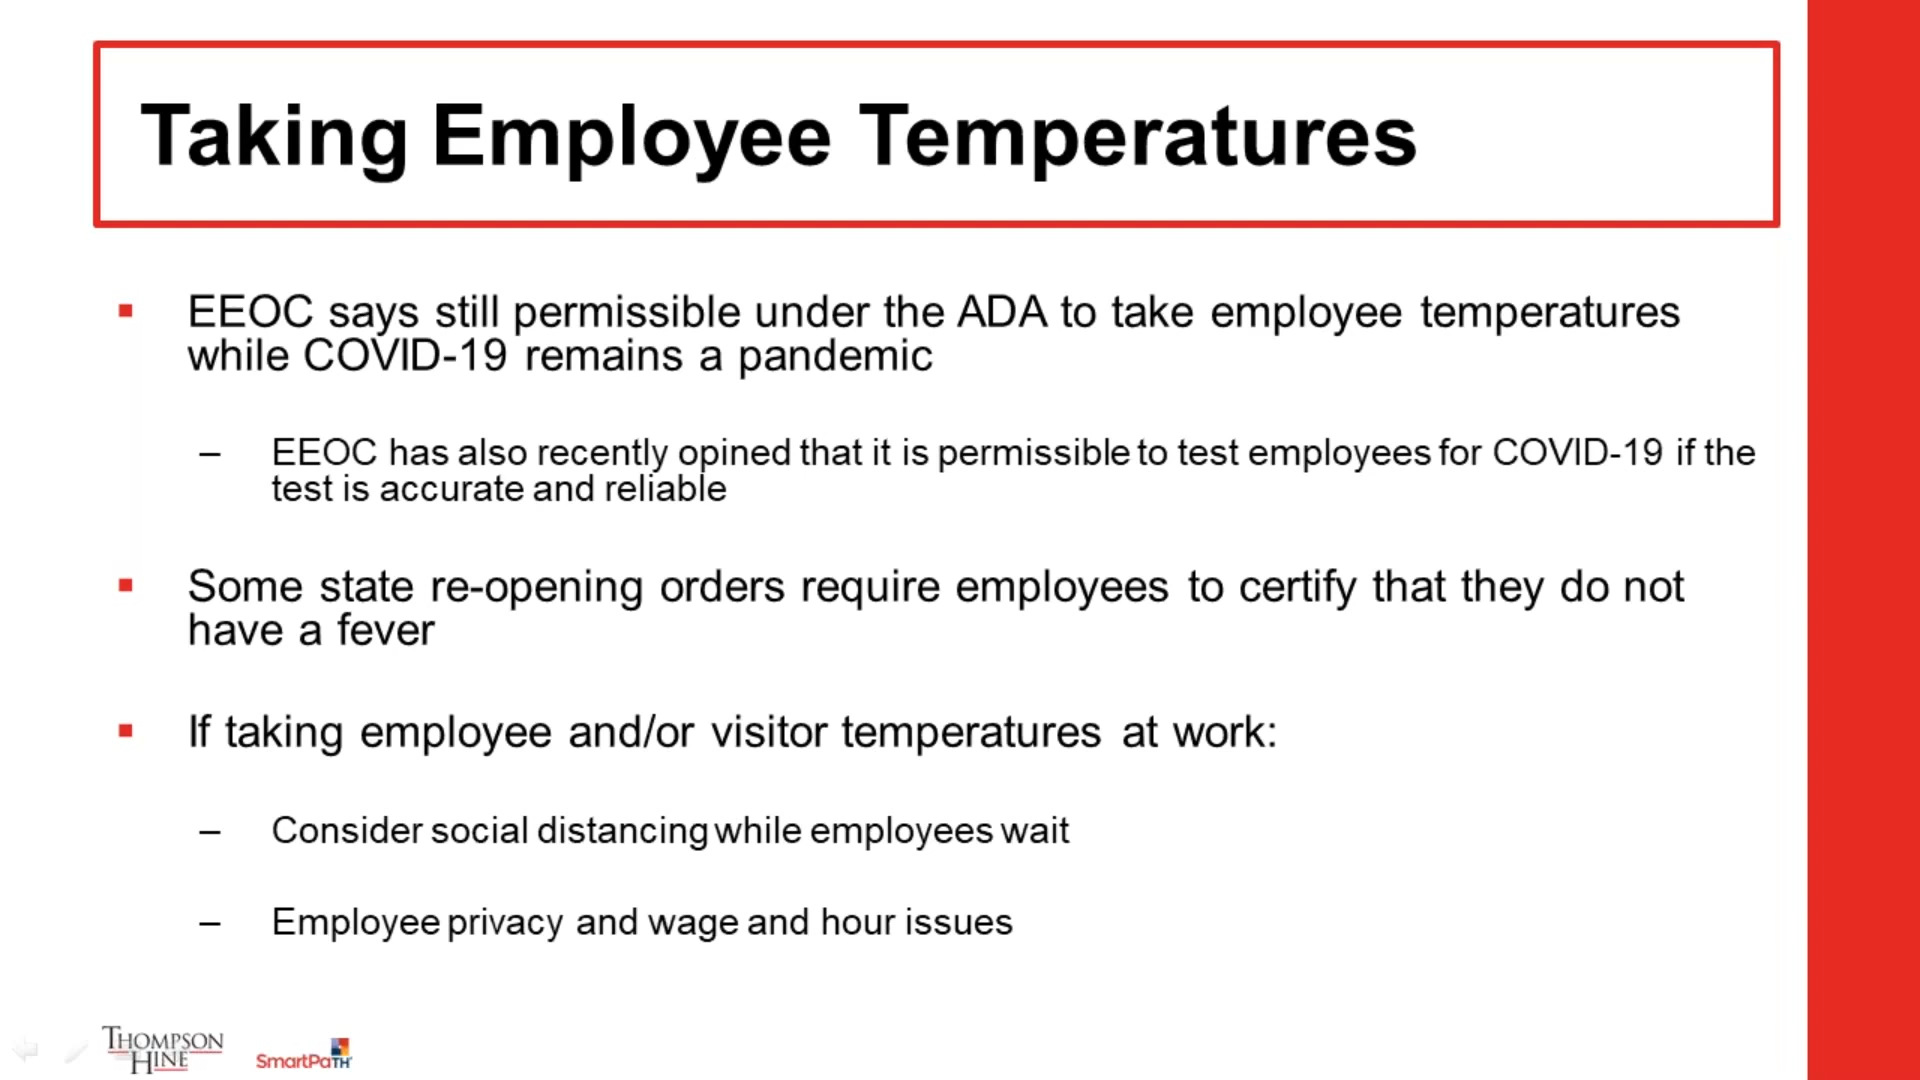 Taking Employee Temperatures
▪ EEOC says still permissible under the ADA to take employee temperatures
while COVID-19 remains a pandemic
– EEOC has also recently opined that it is permissible to test employees for COVID-19 if the
test is accurate and reliable
▪ Some state re-opening orders require employees to certify that they do not
have a fever
▪ If taking employee and/or visitor temperatures at work:
– Consider social distancing while employees wait
– Employee privacy and wage and hour issues
THOMPSON
HINE
SmartPaTH